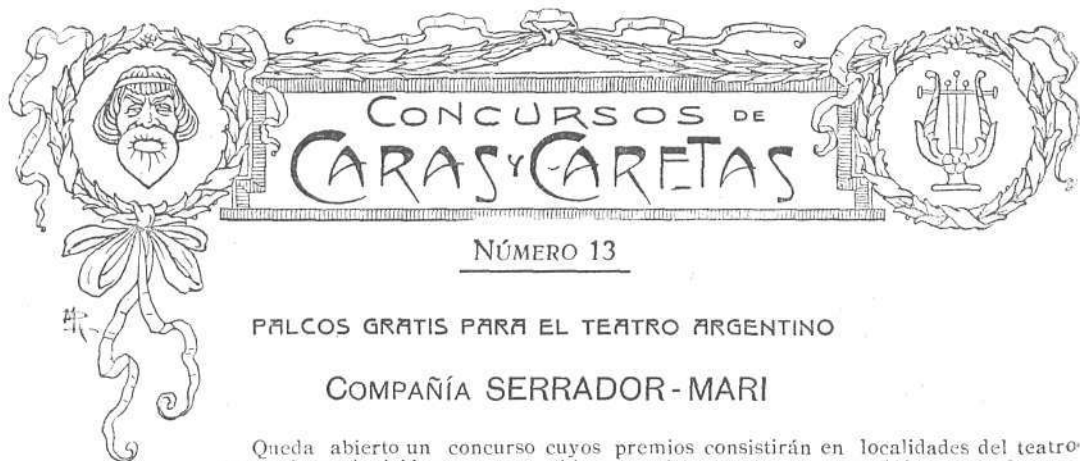 CONCURSOS DE
CARAS Y CARETAS
NÚMERO 13
PALCOS GRATIS PARA EL TEATRO ARGENTINO
COMPAÑÍA SERRADOR - MARI
Queda abierto un concurso cuyos premios consistirán en localidades del teatro